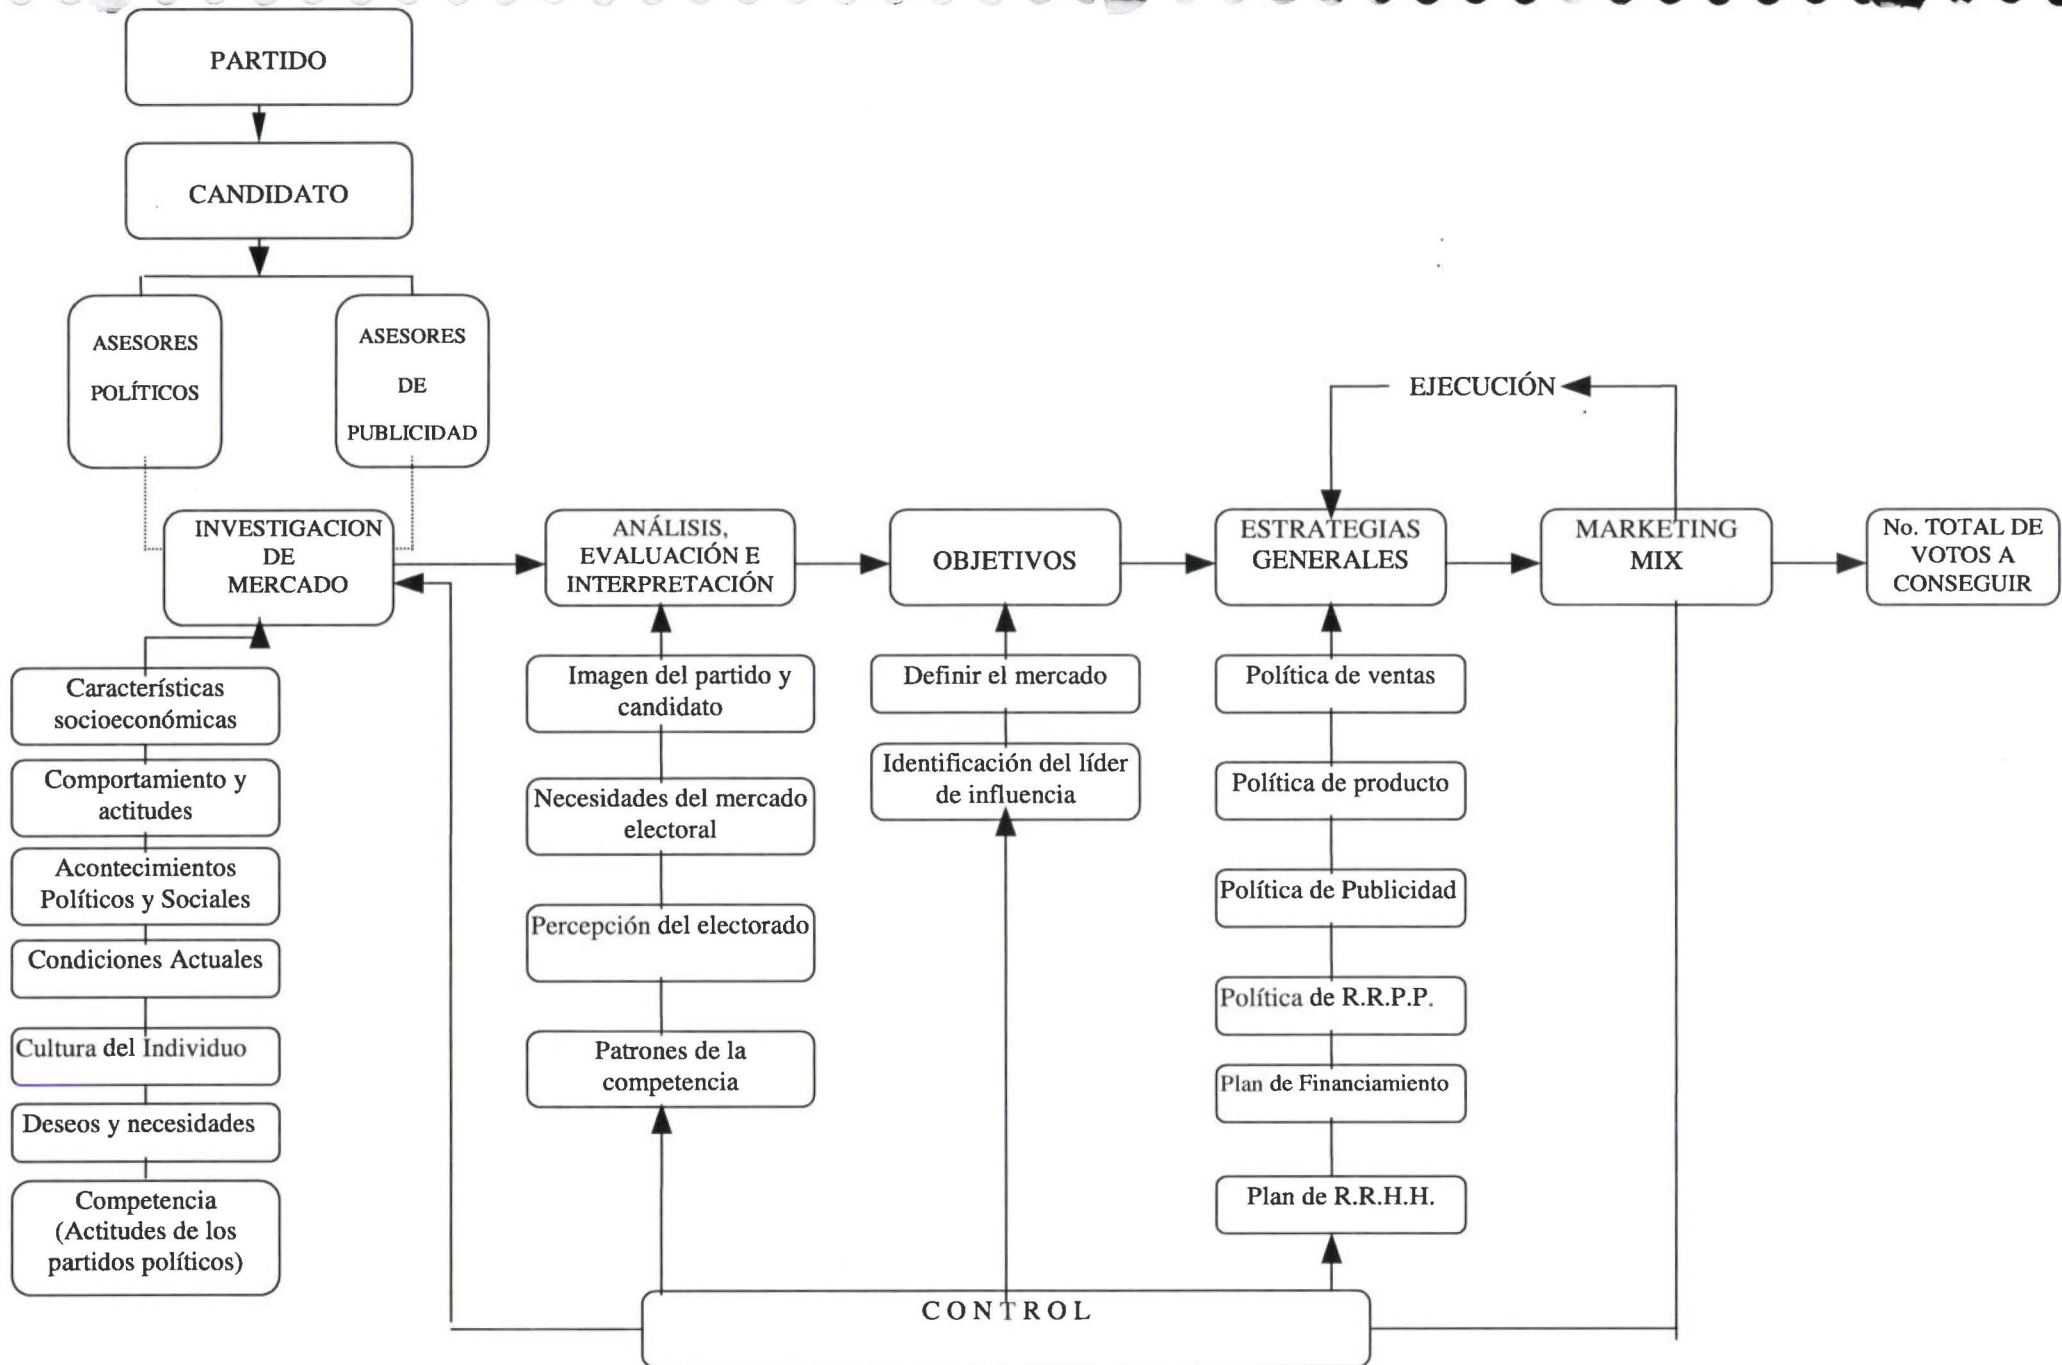 PARTIDO
CANDIDATO
ASESORES
POLÍTICOS
ASESORES
DE
PUBLICIDAD
EJECUCIÓN
INVESTIGACION
DE
MERCADO
ANÁLISIS,
EVALUACIÓN E
INTERPRETACIÓN
OBJETIVOS
ESTRATEGIAS
GENERALES
MARKETING
MIX
No. TOTAL DE
VOTOS A
CONSEGUIR
Características
socioeconómicas
Comportamiento y
actitudes
Acontecimientos
Políticos y Sociales
Condiciones Actuales
Cultura del Individuo
Deseos y necesidades
Competencia
(Actitudes de los
partidos políticos)
Imagen del partido y
candidato
Necesidades del mercado
electoral
Percepción del electorado
Patrones de la
competencia
Definir el mercado
Identificación del líder
de influencia
Política de ventas
Política de producto
Política de Publicidad
Política de R.R.P.P.
Plan de Financiamiento
Plan de R.R.H.H.
CONTROL